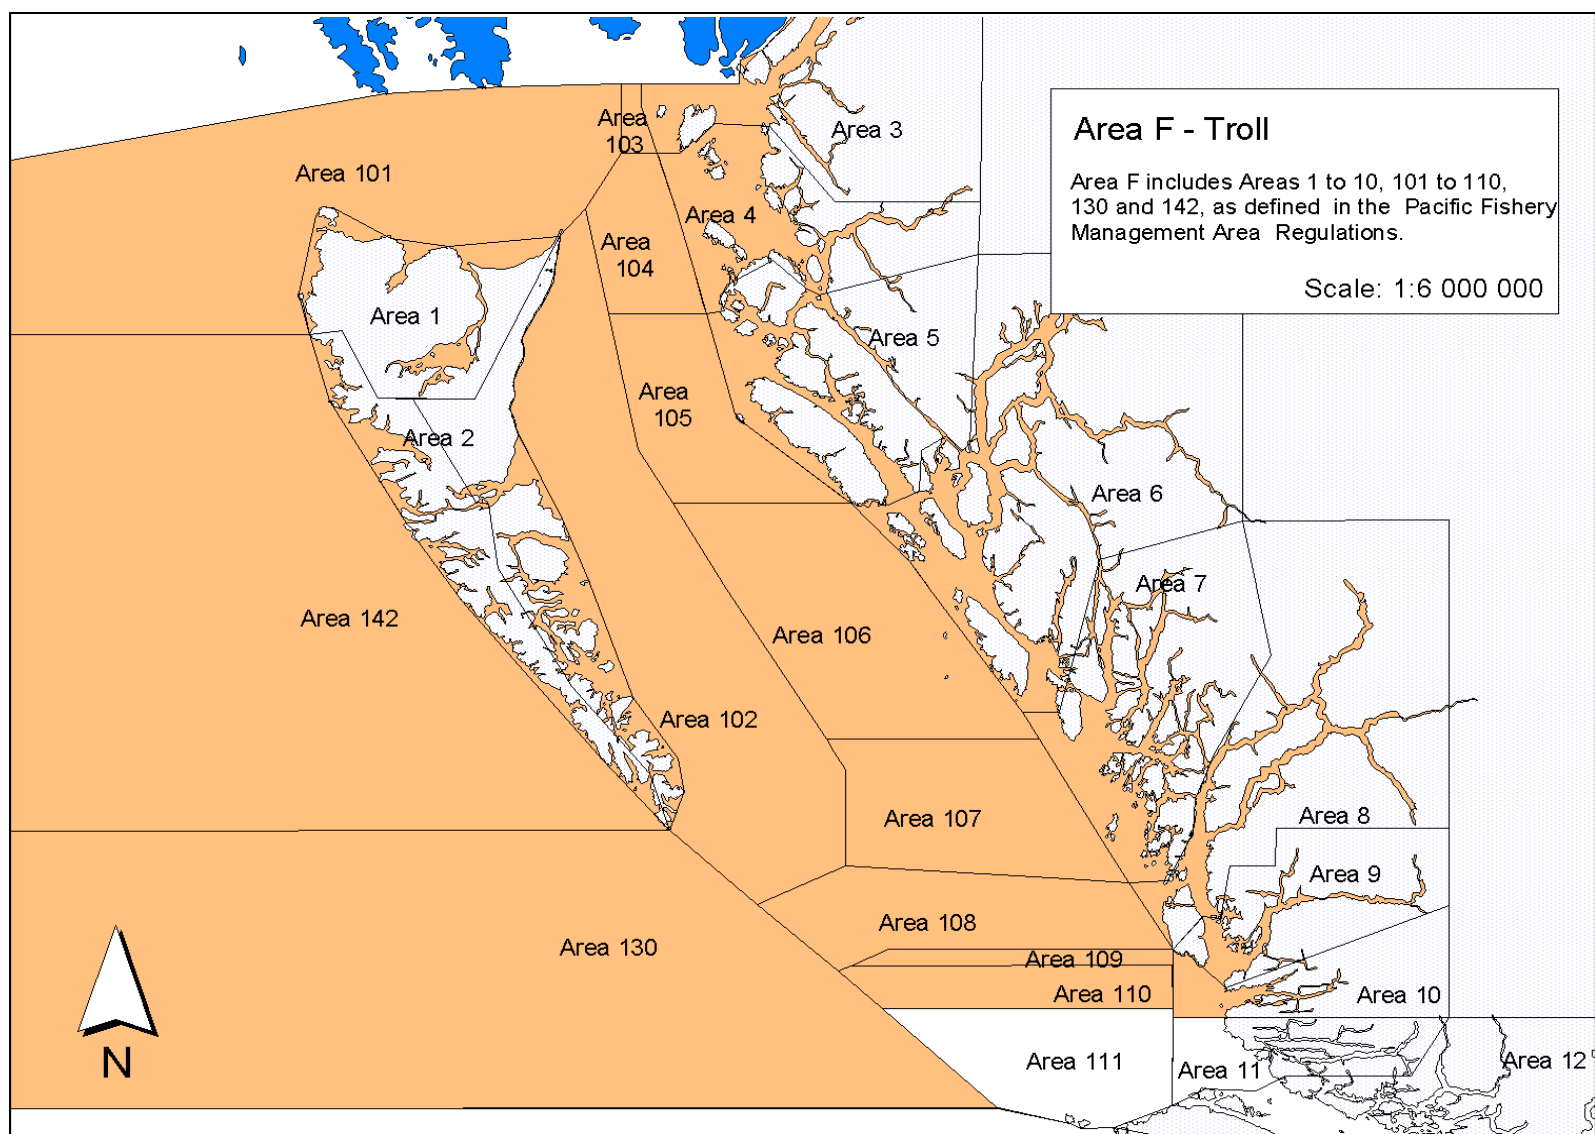 Area F - Troll
Area F includes Areas 1 to 10, 101 to 110,
130 and 142, as defined in the Pacific Fishery
Management Area Regulations.
Scale: 1:6 000 000
Area
103
Area 3
Area 101
Area 4
Area
104
Area 1
Area 5
Area
105
Area 2
Area 6
Area 7
Area 142
Area 106
Area 102
Area 107
Area 8
Area 9
Area 108
Area 130
Area 109
Area 110
Area 10
N
Area 111
Area 11
Area 12